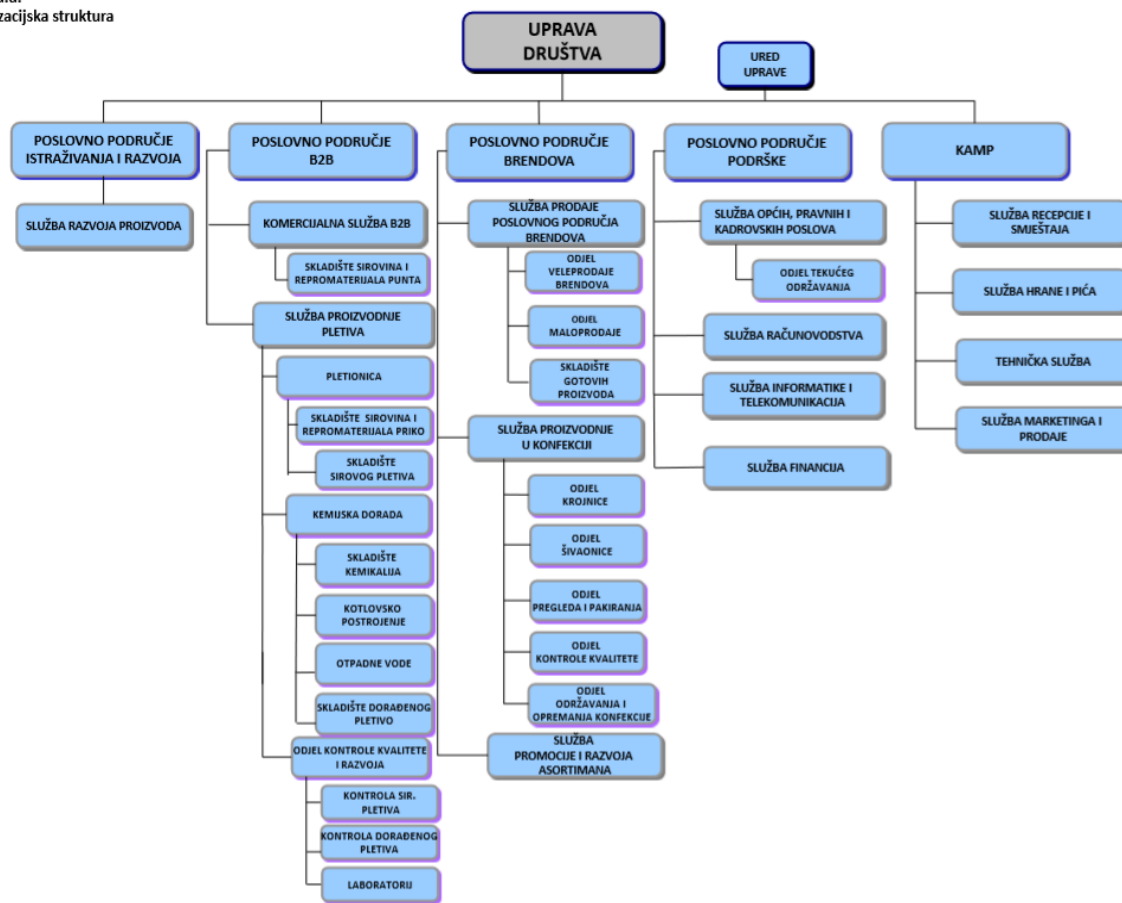 zacijska struktura
UPRAVA
DRUŠTVA
URED
UPRAVE
POSLOVNO PODRUČJE
ISTRAŽIVANJA I RAZVOJA
SLUŽBA RAZVOJA PROIZVODA
POSLOVNO PODRUČJE
B2B
KOMERCIJALNA SLUŽBA B2B
SKLADIŠTE SIROVINA I
REPROMATERIJALA PUNTA
SLUŽBA PROIZVODNJE
PLETIVA
PLETIONICA
SKLADIŠTE SIROVINA I
REPROMATERIJALA PRIKO
SKLADIŠTE
SIROVOG PLETIVA
KEMIJSKA DORADA
SKLADIŠTE
KEMIKALIJA
KOTLOVSKO
POSTROJENJE
OTPADNE VODE
SKLADIŠTE DORAĐENOG
PLETIVO
ODJEL KONTROLE KVALITETE
I RAZVOJA
KONTROLA SIR.
PLETIVA
KONTROLA DORAĐENOG
PLETIVA
LABORATORIJ
POSLOVNO PODRUČJE
BRENDOVA
SLUŽBA PRODAJE
POSLOVNOG PODRUČJA
BRENDOVA
ODJEL
VELEPRODAJE
BRENDOVA
ODJEL
MALOPRODAJE
SKLADIŠTE
GOTOVIH
PROIZVODA
SLUŽBA PROIZVODNJE
U KONFEKCIJI
ODJEL
KROJNICE
ODJEL
ŠIVAONICE
ODJEL
PREGLEDA I PAKIRANJA
ODJEL
KONTROLE KVALITETE
ODJEL
ODRŽAVANJA I
OPREMANJA KONFEKCIJE
SLUŽBA
PROMOCIJE I RAZVOJA
ASORTIMANA
POSLOVNO PODRUČJE
PODRŠKE
SLUŽBA OPĆIH, PRAVNIH I
KADROVSKIH POSLOVA
ODJEL TEKUĆEG
ODRŽAVANJA
SLUŽBA RAČUNOVODSTVA
SLUŽBA INFORMATIKE I
TELEKOMUNIKACIJA
SLUŽBA FINANCIJA
KAMP
SLUŽBA RECEPCIJE I
SMJEŠTAJA
SLUŽBA HRANE I PIĆA
TEHNIČKA SLUŽBA
SLUŽBA MARKETINGA I
PRODAJE